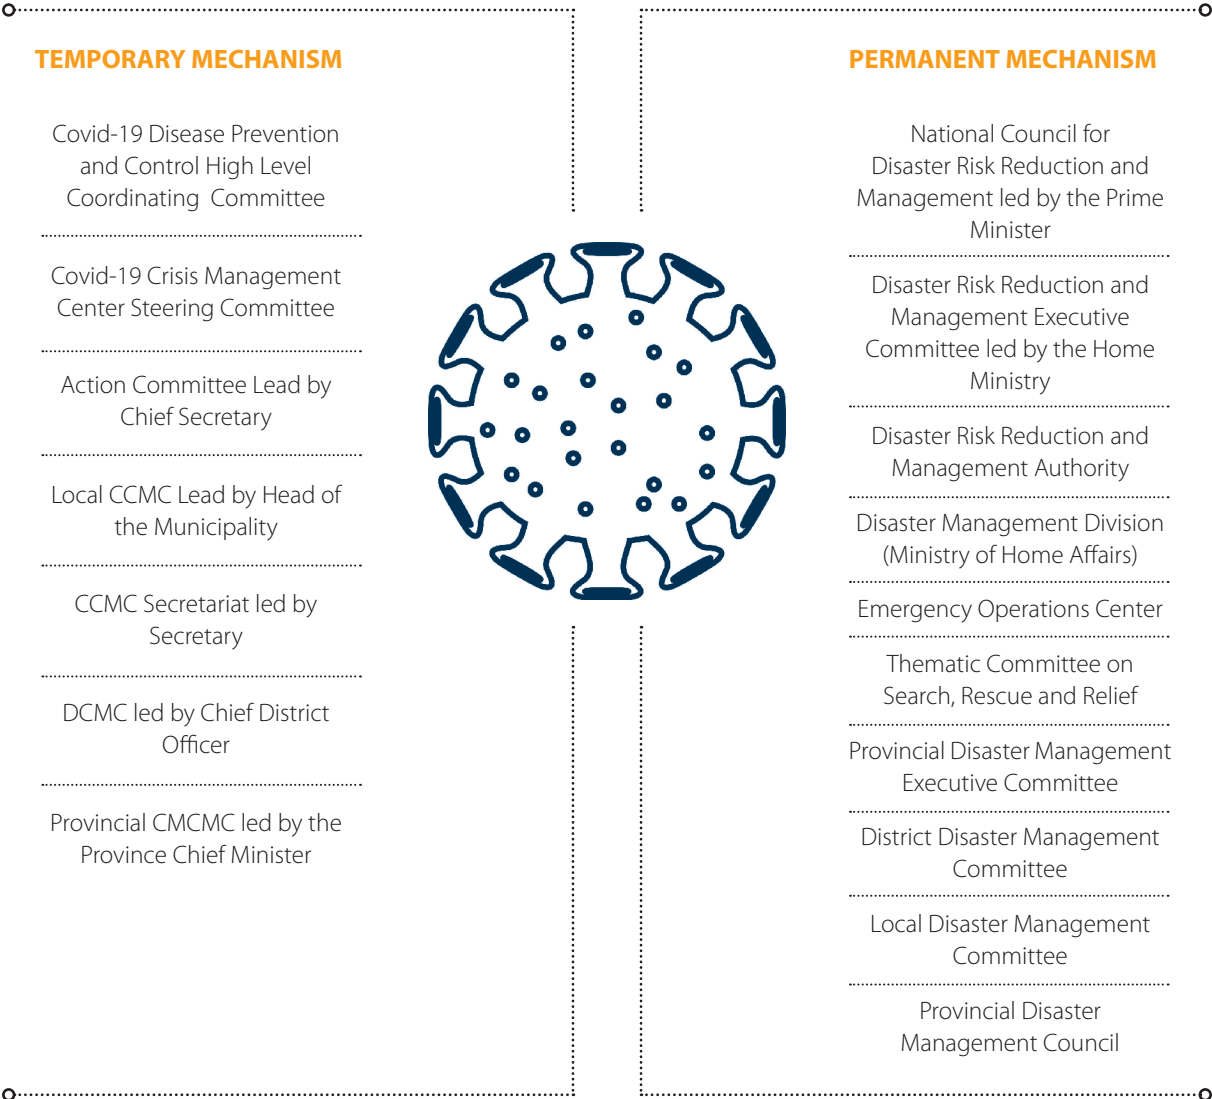 TEMPORARY MECHANISM
Covid-19 Disease Prevention
and Control High Level
Coordinating Committee
Covid-19 Crisis Management
Center Steering Committee
Action Committee Lead by
Chief Secretary
Local CCMC Lead by Head of
the Municipality
CCMC Secretariat led by
Secretary
DCMC led by Chief District
Officer
Provincial CMCMC led by the
Province Chief Minister
PERMANENT MECHANISM
National Council for
Disaster Risk Reduction and
Management led by the Prime
Minister
Disaster Risk Reduction and
Management Executive
Committee led by the Home
Ministry
Disaster Risk Reduction and
Management Authority
Disaster Management Division
(Ministry of Home Affairs)
Emergency Operations Center
Thematic Committee on
Search, Rescue and Relief
Provincial Disaster Management
Executive Committee
District Disaster Management
Committee
Local Disaster Management
Committee
Provincial Disaster
Management Council